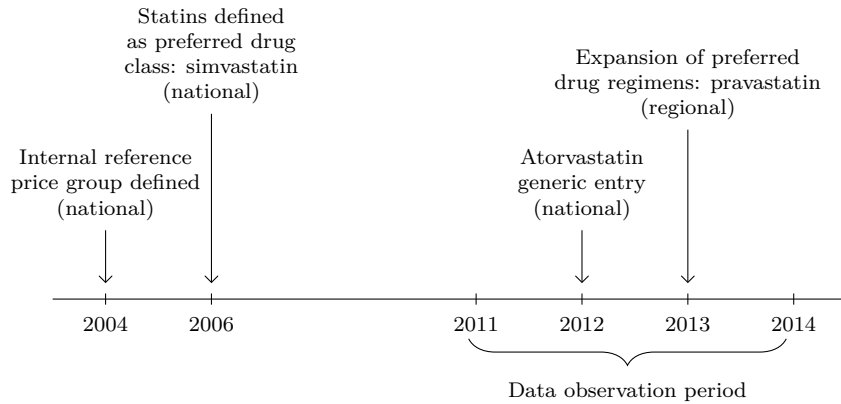 Statins defined
as preferred drug
class: simvastatin
(national)
Expansion of preferred
drug regimens: pravastatin
(regional)
Internal reference
price group defined
(national)
Atorvastatin
generic entry
(national)
2004
2006
2011
2012
2013
2014
Data observation period